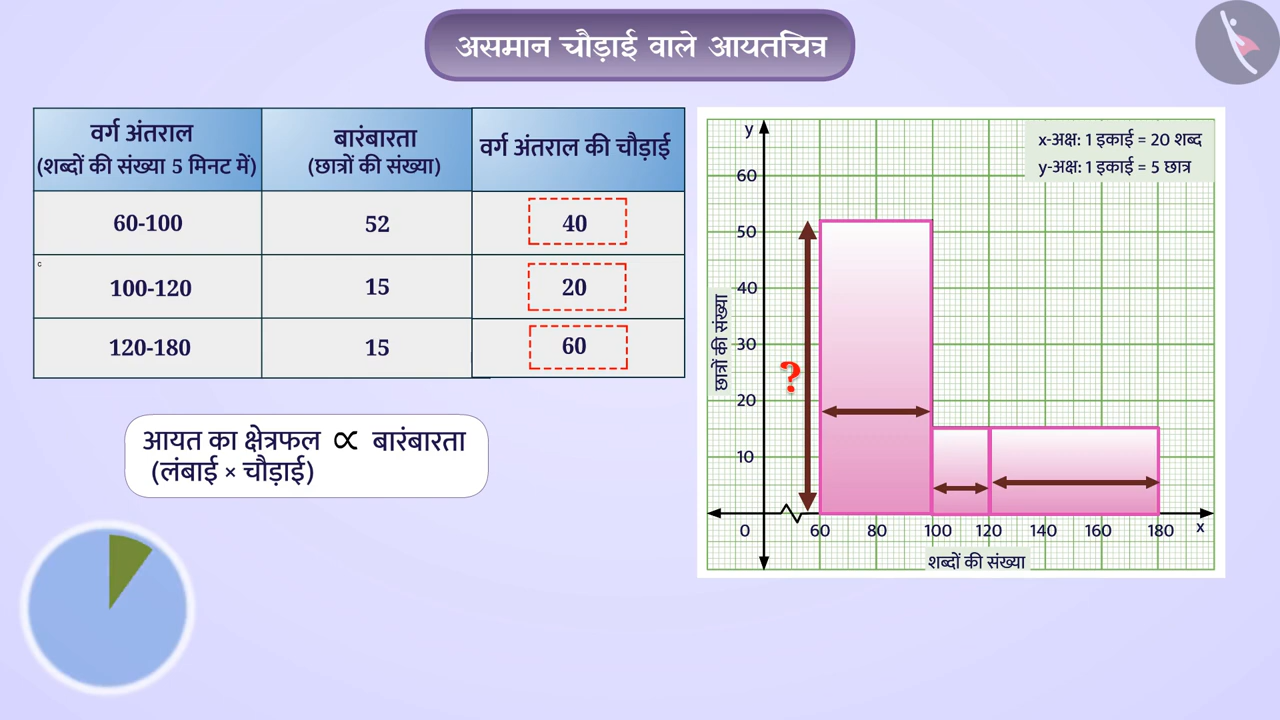 असमान चौड़ाई वाले आयतचित्र
वर्ग अंतराल
(शब्दों की संख्या 5 मिनट में)
बारंबारता
(छात्रों की संख्या)
वर्ग अंतराल की चौड़ाई
60-100 52 40
c
100-120 15 20
120-180 15 60
आयत का क्षेत्रफल ∝ बारंबारता
(लंबाई × चौड़ाई)
x-अक्ष: 1 इकाई = 20 शब्द
y-अक्ष: 1 इकाई = 5 छात्र
y
60
50
40
30
20
10
छात्रों की संख्या
?
0 60 80 100 120 140 160 180 x
शब्दों की संख्या